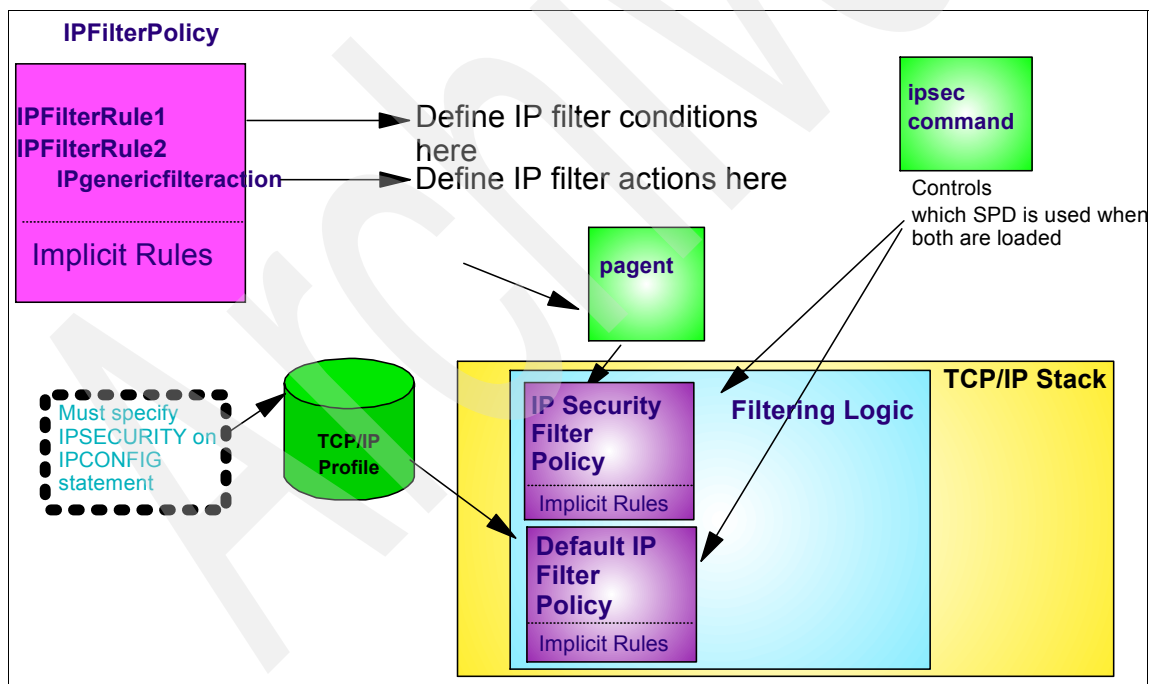 IPFilterPolicy
IPFilterRule1
IPFilterRule2
IPgenericfilteraction
Implicit Rules
Define IP filter conditions
here
Define IP filter actions here
ipsec
command
Controls
which SPD is used when
both are loaded
pagent
Must specify
IPSECURITY on
IPCONFIG
statement
TCP/IP
Profile
TCP/IP Stack
Filtering Logic
IP Security
Filter
Policy
Implicit Rules
Default IP
Filter
Policy
Implicit Rules